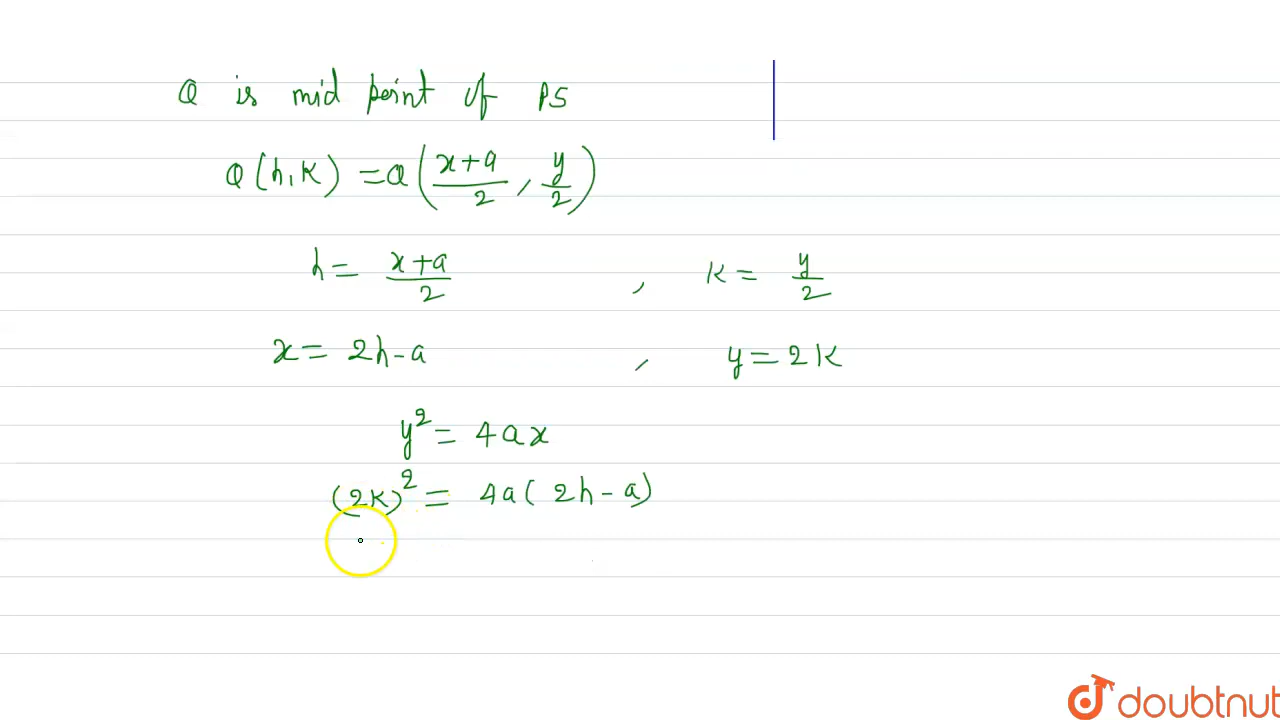 Q is mid point of PS
Q(h,k) = Q((x+a)/2, y/2)
h = (x+a)/2 , k = y/2
x = 2h-a , y = 2k
y² = 4ax
(2k)² = 4a(2h-a)
doubtnut